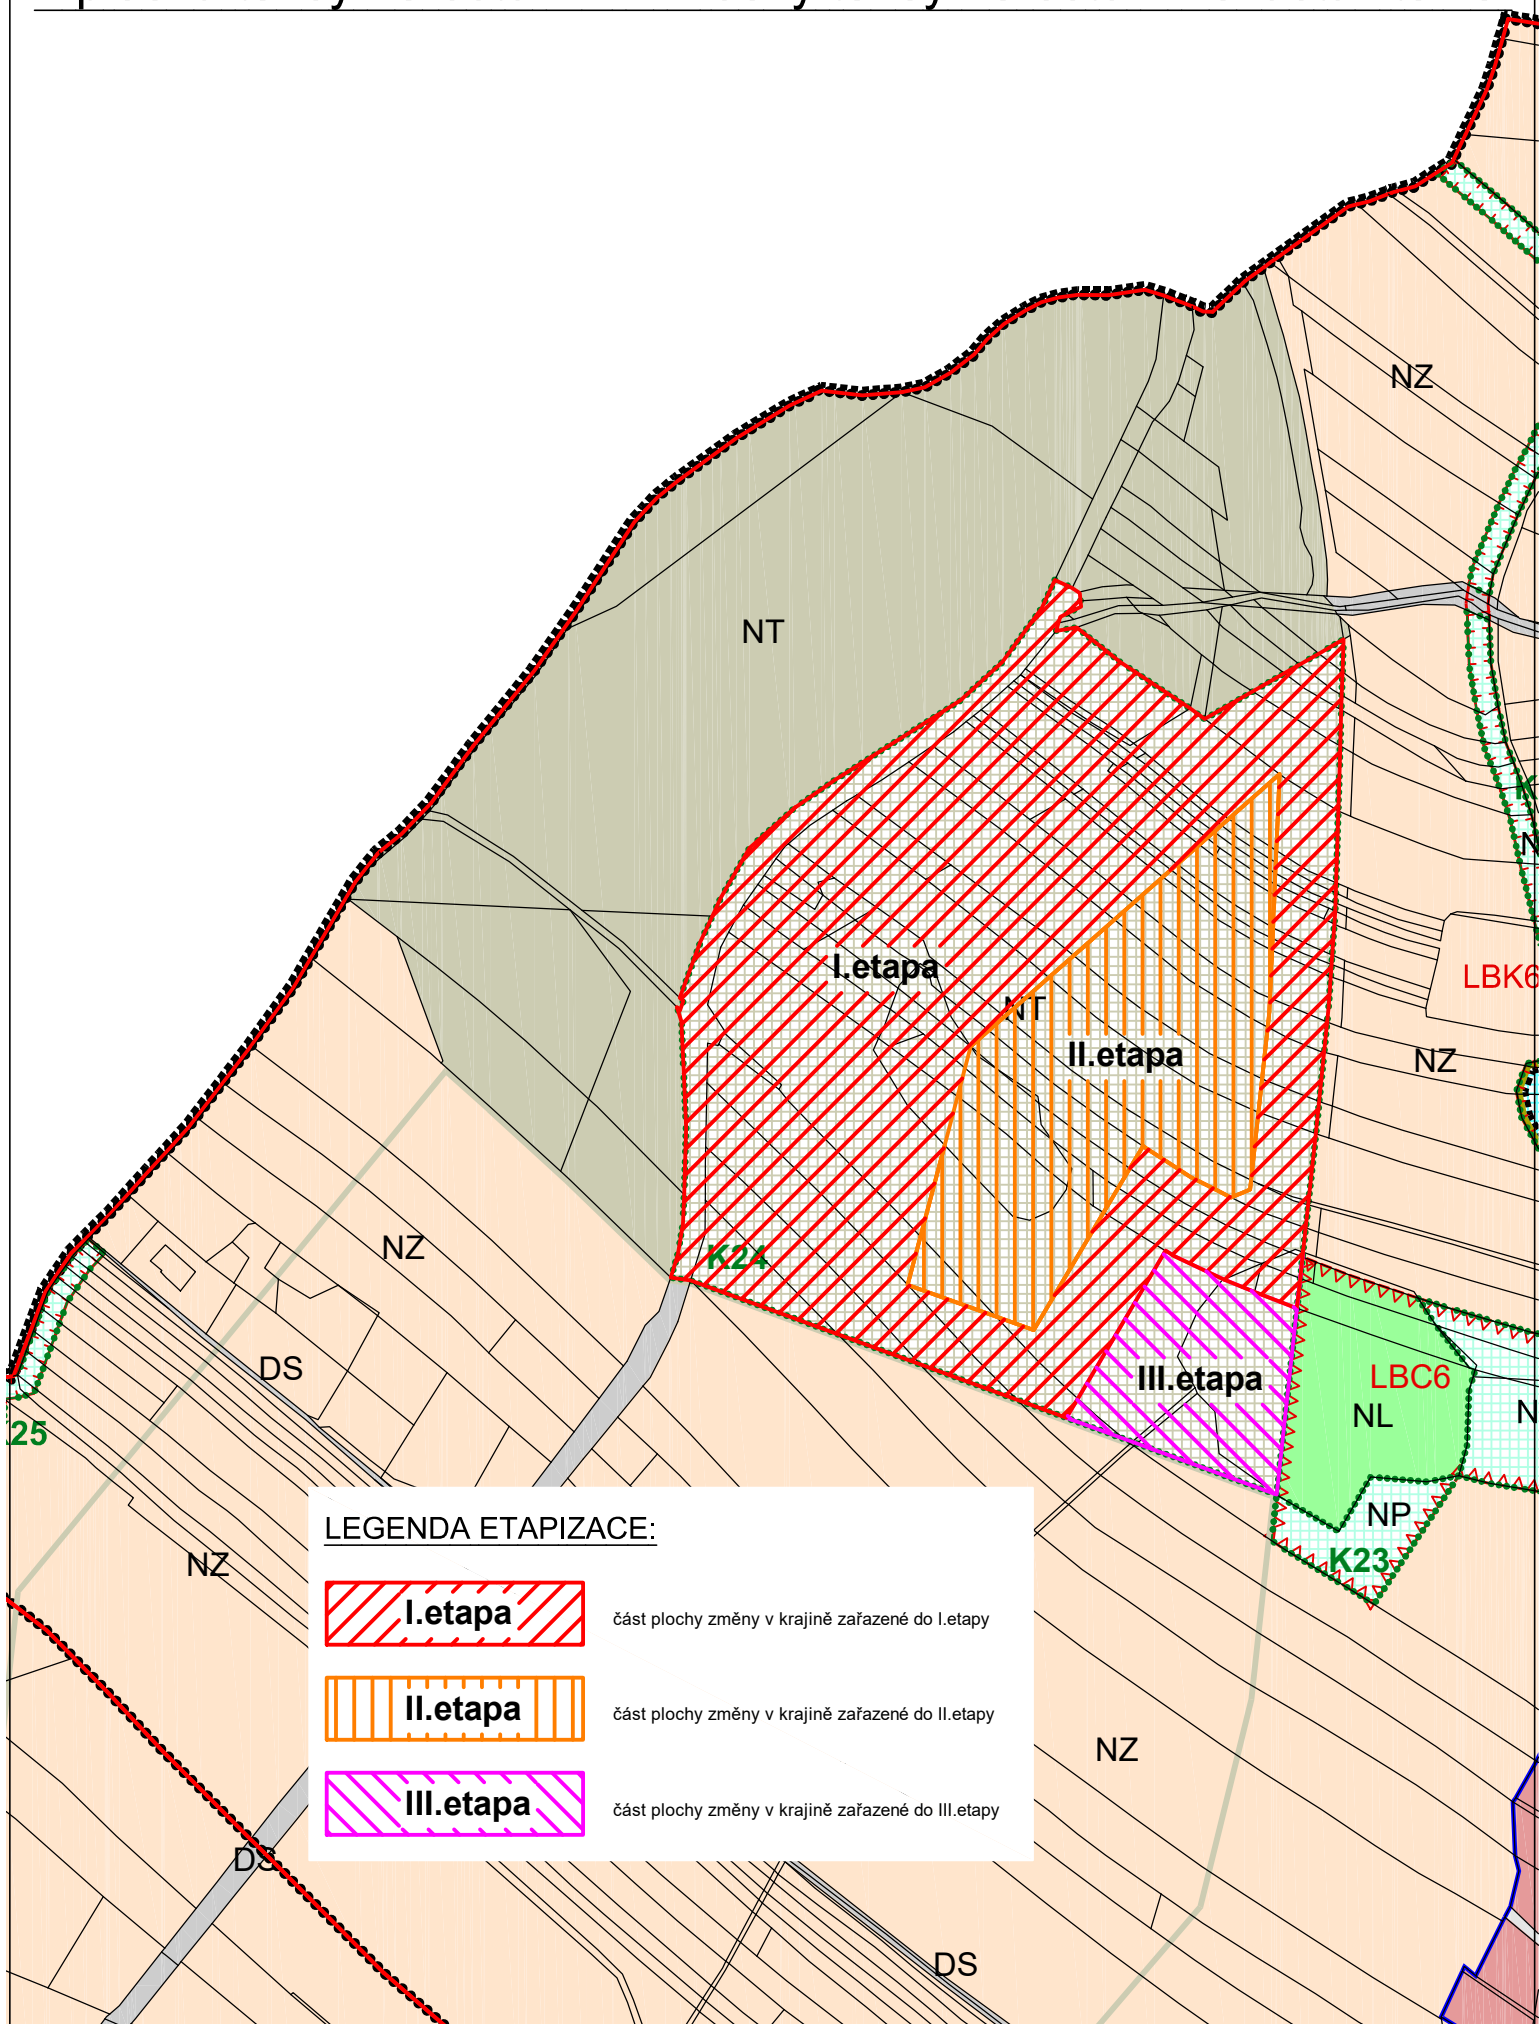 NZ
NT
I.etapa
NT
LBK6
II.etapa
NZ
NZ
K24
DS
III.etapa
LBC6
NL
N
25
NP
LEGENDA ETAPIZACE:
K23
NZ
I.etapa
část plochy změny v krajině zařazené do I.etapy
II.etapa
část plochy změny v krajině zařazené do II.etapy
NZ
III.etapa
část plochy změny v krajině zařazené do III.etapy
DS
DS